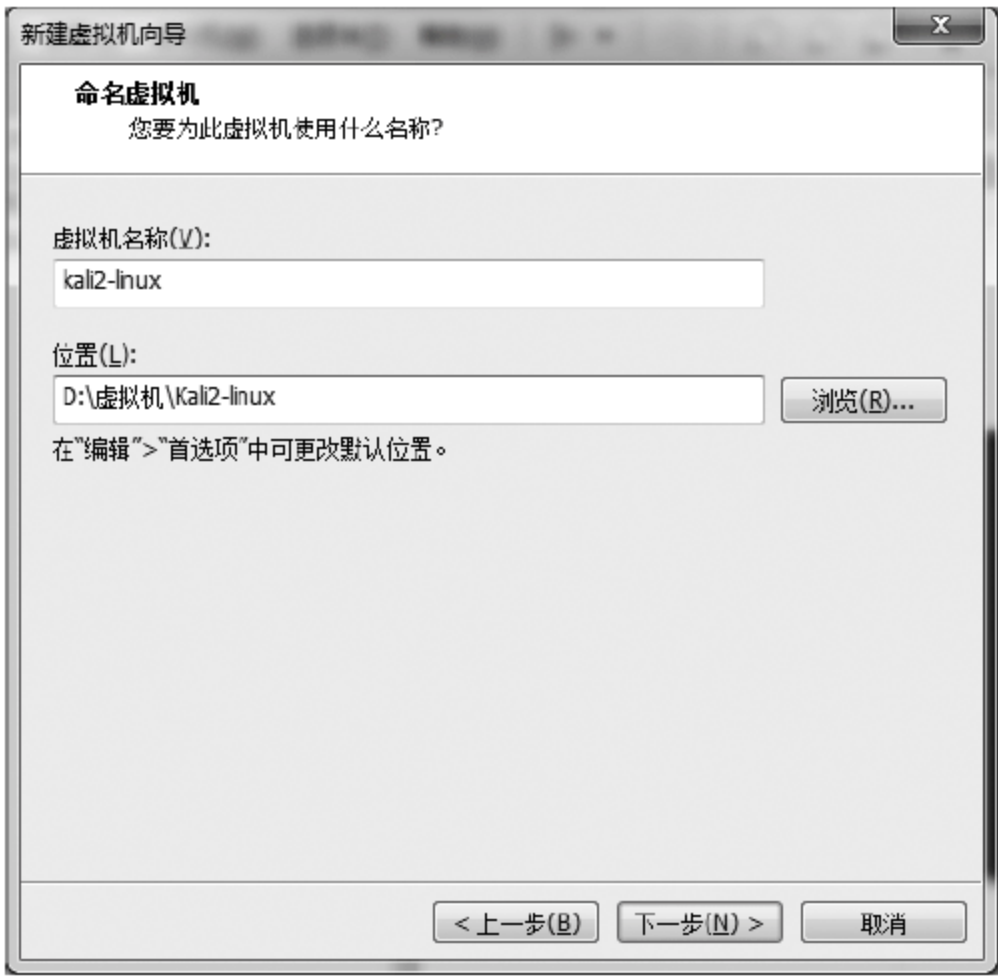 新建虚拟机向导
X
命名虚拟机
您要为此虚拟机使用什么名称?
虚拟机名称(V):
kali2-linux
位置(L):
D:\虚拟机\Kali2-linux
浏览(R)...
在"编辑">"首选项"中可更改默认位置。
<上一步(B)
下一步(N) >
取消